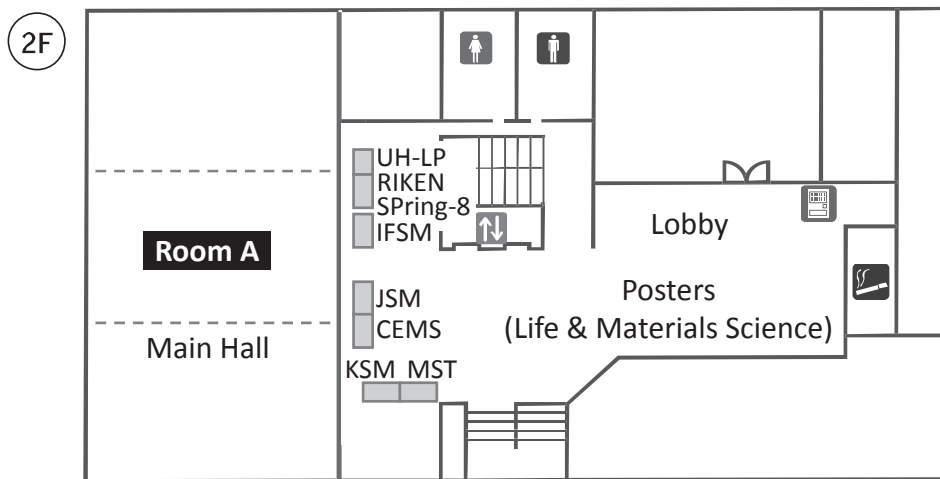 2F
UH-LP
RIKEN
SPring-8
IFSM
Room A
Lobby
JSM
Posters
CEMS
(Life & Materials Science)
Main Hall
KSM MST